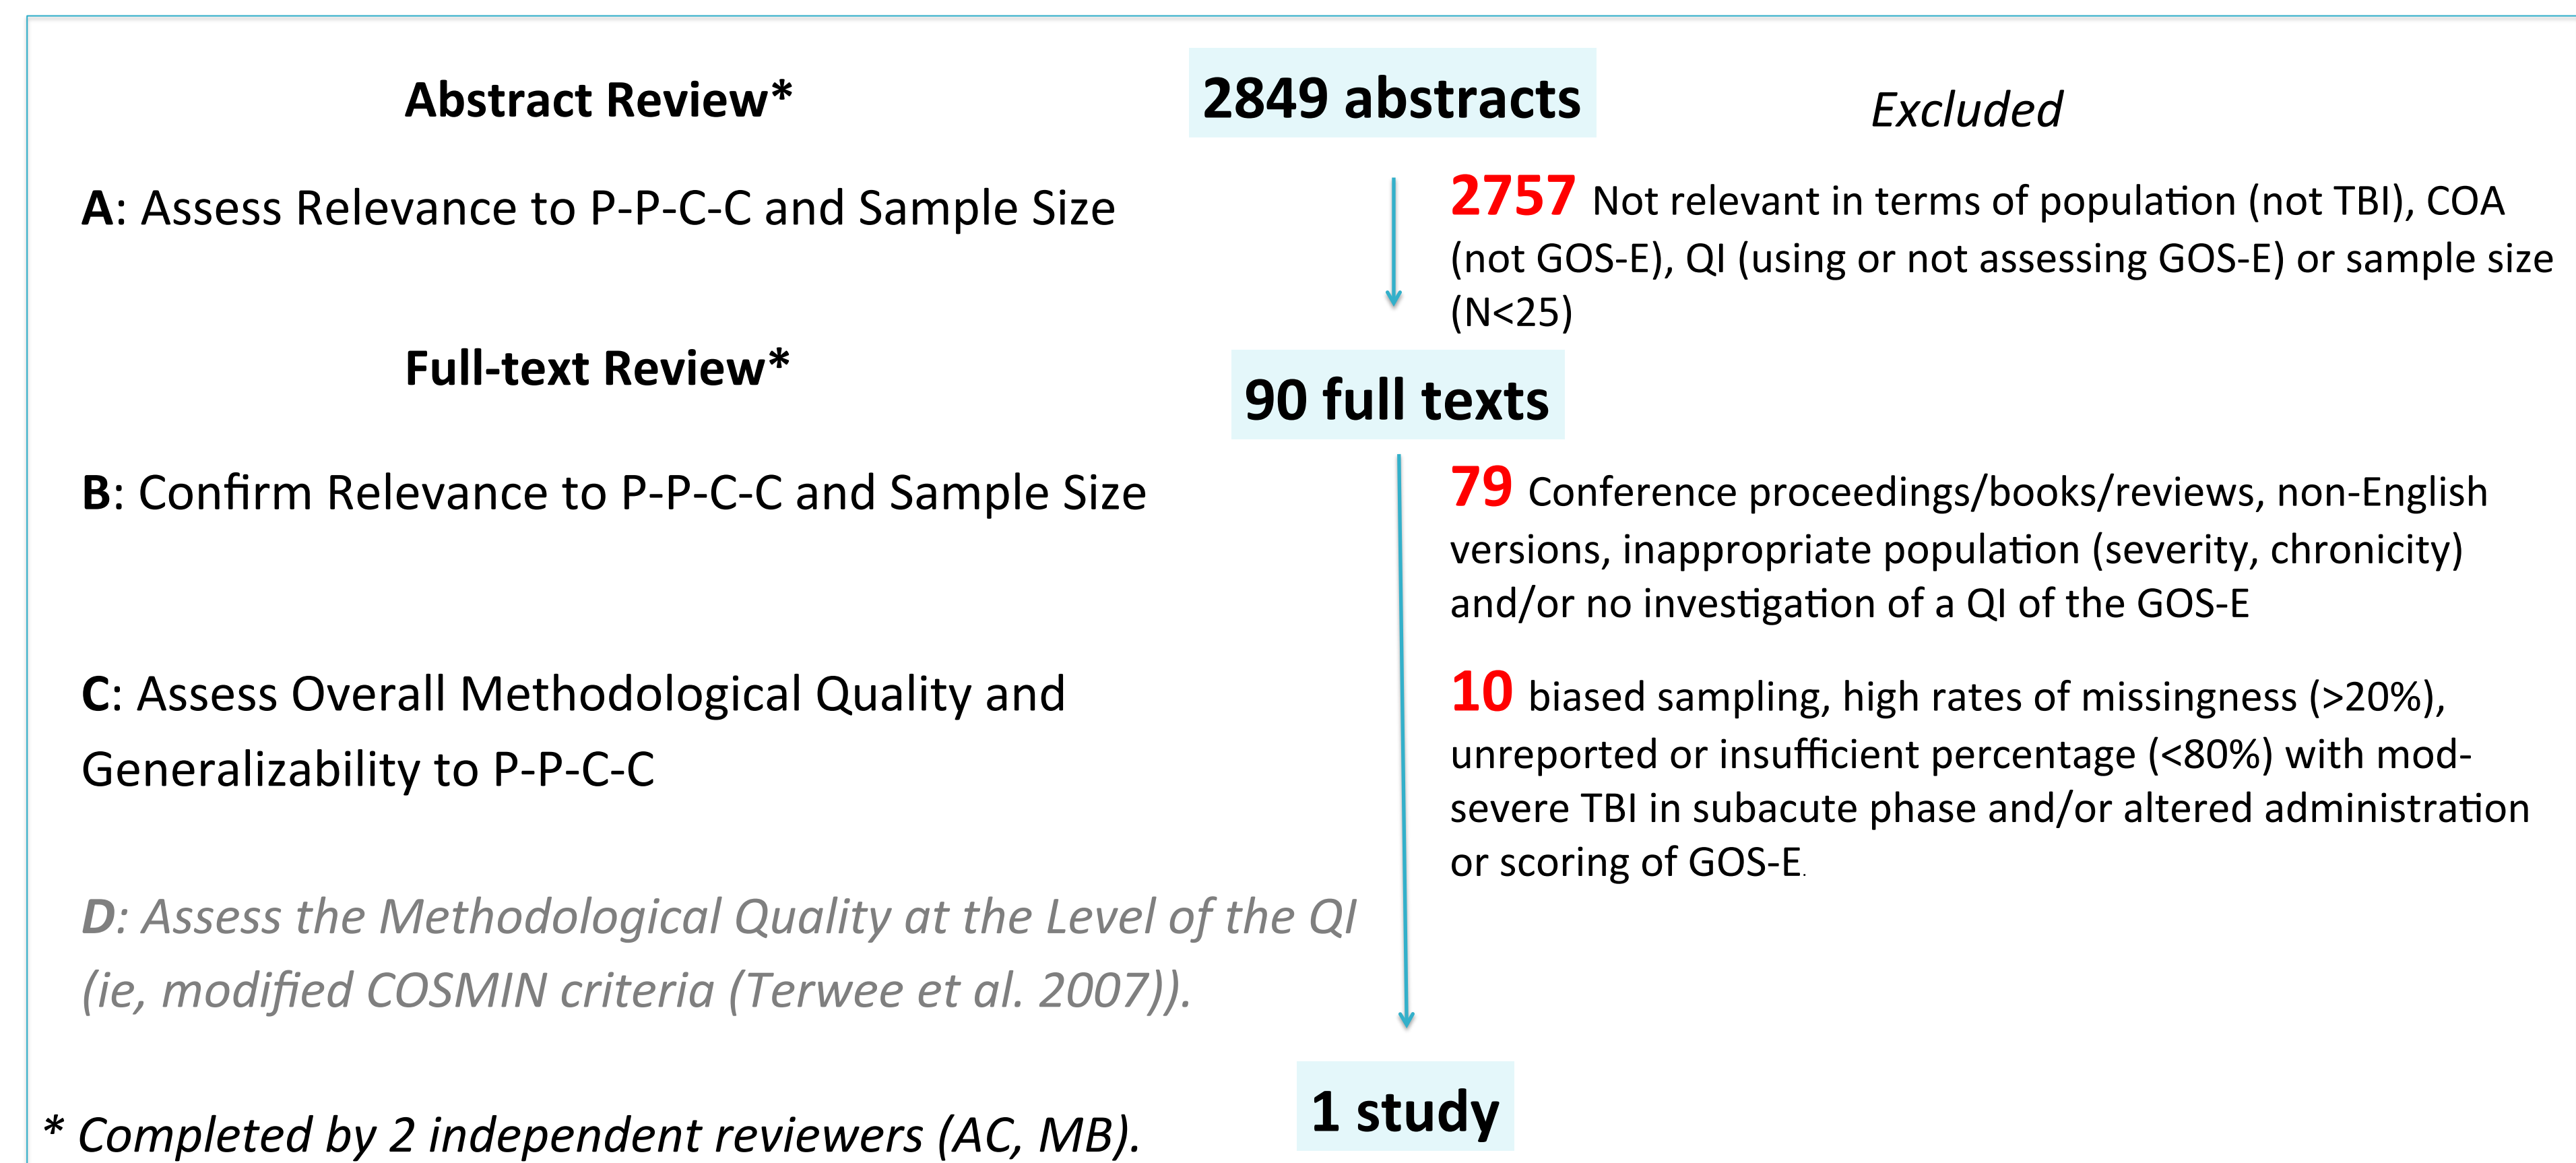 Abstract Review*
2849 abstracts
Excluded
A: Assess Relevance to P-P-C-C and Sample Size
2757 Not relevant in terms of population (not TBI), COA
(not GOS-E), QI (using or not assessing GOS-E) or sample size
(N<25)
Full-text Review*
90 full texts
B: Confirm Relevance to P-P-C-C and Sample Size
79 Conference proceedings/books/reviews, non-English
versions, inappropriate population (severity, chronicity)
and/or no investigation of a QI of the GOS-E
C: Assess Overall Methodological Quality and
Generalizability to P-P-C-C
10 biased sampling, high rates of missingness (>20%),
unreported or insufficient percentage (<80%) with mod-
severe TBI in subacute phase and/or altered administration
or scoring of GOS-E.
D: Assess the Methodological Quality at the Level of the QI
(ie, modified COSMIN criteria (Terwee et al. 2007)).
1 study
* Completed by 2 independent reviewers (AC, MB).